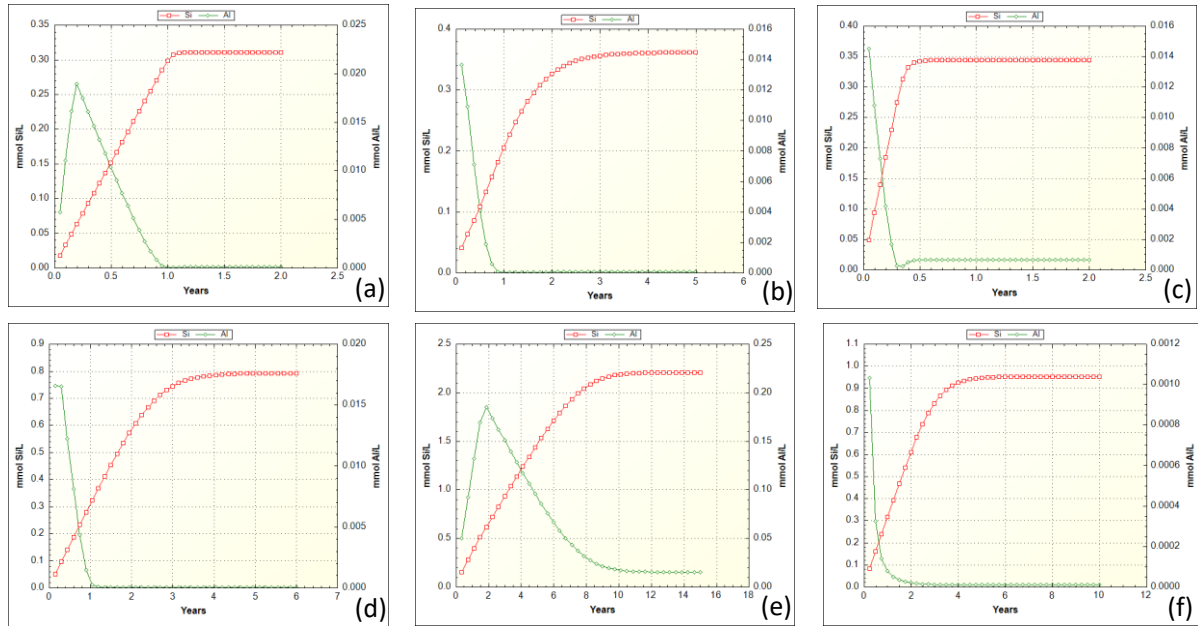 Si Al
mmol Si/L
0.35
0.30
0.25
0.20
0.15
0.10
0.05
0.00
0.025
0.020
0.015
0.010
0.005
0.000
mmol Al/L
0.0 0.5 1.0 1.5 2.0 2.5
Years
(a)
Si Al
mmol Si/L
0.4
0.3
0.2
0.1
0.0
0.016
0.014
0.012
0.010
0.008
0.006
0.004
0.002
0.000
mmol Al/L
0 1 2 3 4 5 6
Years
(b)
Si Al
mmol Si/L
0.40
0.35
0.30
0.25
0.20
0.15
0.10
0.05
0.00
0.016
0.014
0.012
0.010
0.008
0.006
0.004
0.002
0.000
mmol Al/L
0.0 0.5 1.0 1.5 2.0 2.5
Years
(c)
Si Al
mmol Si/L
0.9
0.8
0.7
0.6
0.5
0.4
0.3
0.2
0.1
0.0
0.020
0.015
0.010
0.005
0.000
mmol Al/L
0 1 2 3 4 5 6 7
Years
(d)
Si Al
mmol Si/L
2.5
2.0
1.5
1.0
0.5
0.0
0.25
0.20
0.15
0.10
0.05
0.00
mmol Al/L
0 2 4 6 8 10 12 14 16
Years
(e)
Si Al
mmol Si/L
1.1
1.0
0.9
0.8
0.7
0.6
0.5
0.4
0.3
0.2
0.1
0.0
0.0012
0.0010
0.0008
0.0006
0.0004
0.0002
0.0000
mmol Al/L
0 2 4 6 8 10 12
Years
(f)